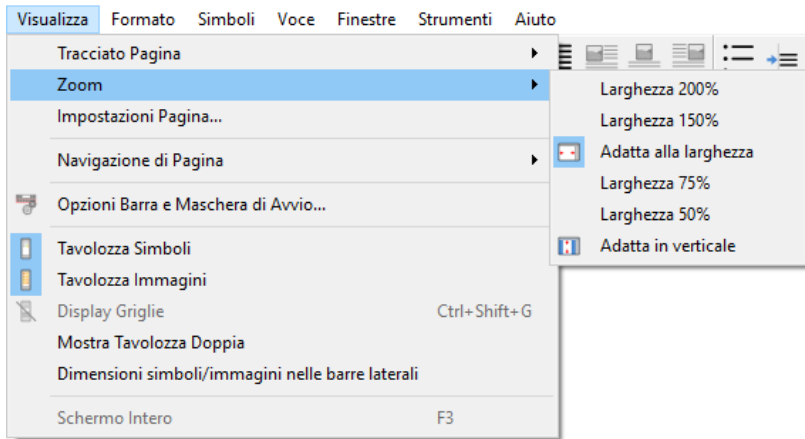 Visualizza Formato Simboli Voce Finestre Strumenti Aiuto
Tracciato Pagina
Zoom
Impostazioni Pagina...
Navigazione di Pagina
Opzioni Barra e Maschera di Avvio...
Tavolozza Simboli
Tavolozza Immagini
Display Griglie Ctrl+Shift+G
Mostra Tavolozza Doppia
Dimensioni simboli/immagini nelle barre laterali
Schermo Intero F3
Larghezza 200%
Larghezza 150%
Adatta alla larghezza
Larghezza 75%
Larghezza 50%
Adatta in verticale